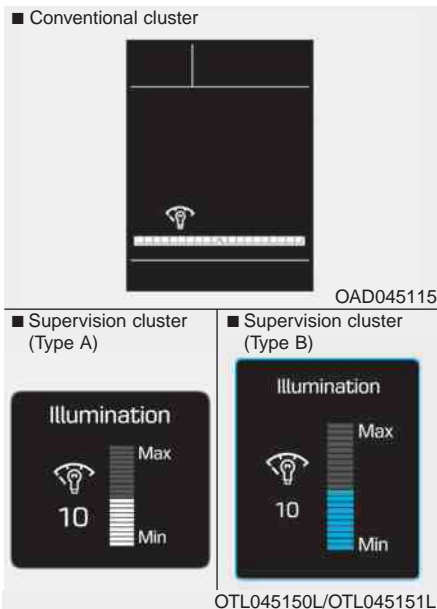 ■ Conventional cluster
OAD045115
■ Supervision cluster
(Type A)
Illumination
Max
10
Min
■ Supervision cluster
(Type B)
Illumination
Max
10
Min
OTL045150L/OTL045151L